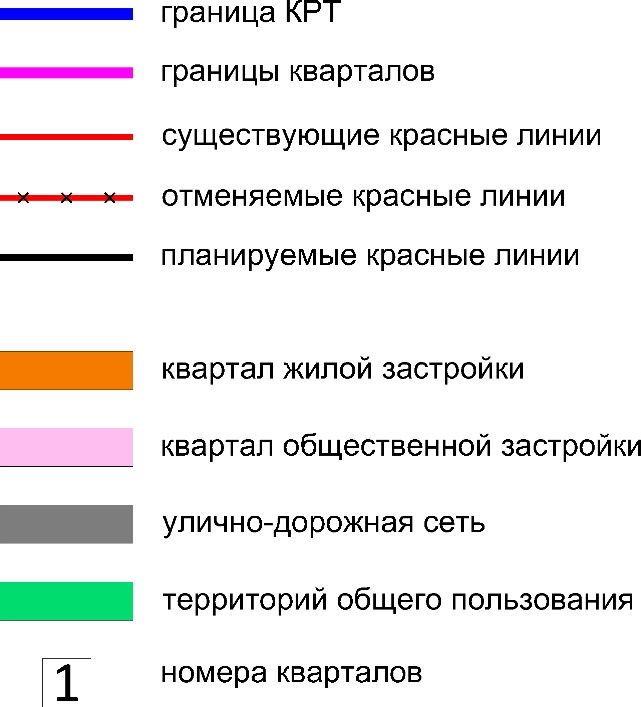 граница КРТ
границы кварталов
существующие красные линии
отменяемые красные линии
планируемые красные линии
квартал жилой застройки
квартал общественной застройки
улично-дорожная сеть
территорий общего пользования
1 номера кварталов